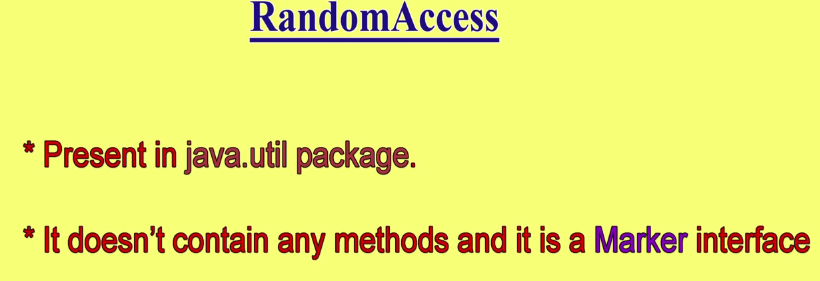 RandomAccess
* Present in java.util package.
* It doesn't contain any methods and it is a Marker interface